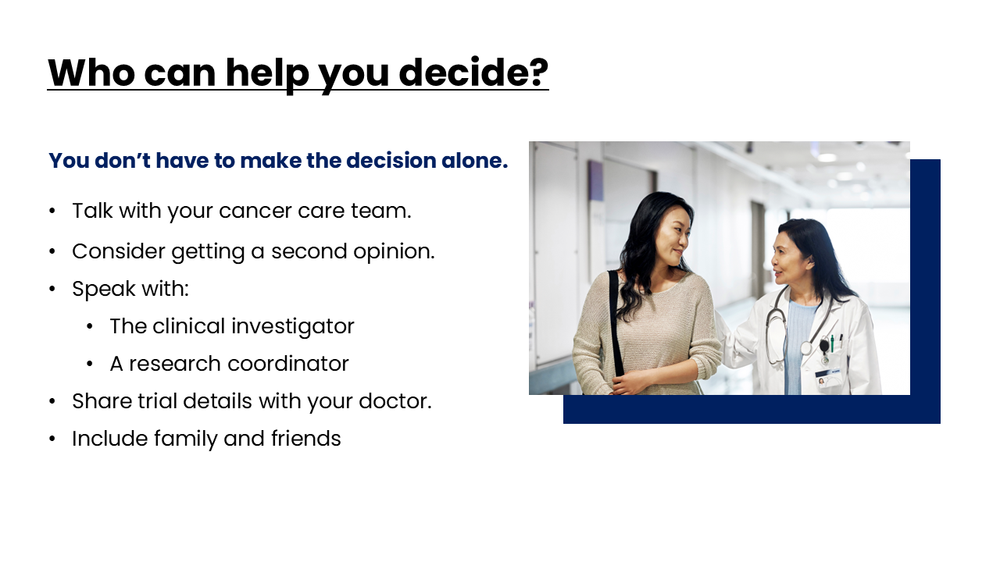 Who can help you decide?
You don’t have to make the decision alone.
• Talk with your cancer care team.
• Consider getting a second opinion.
• Speak with:
• The clinical investigator
• A research coordinator
• Share trial details with your doctor.
• Include family and friends